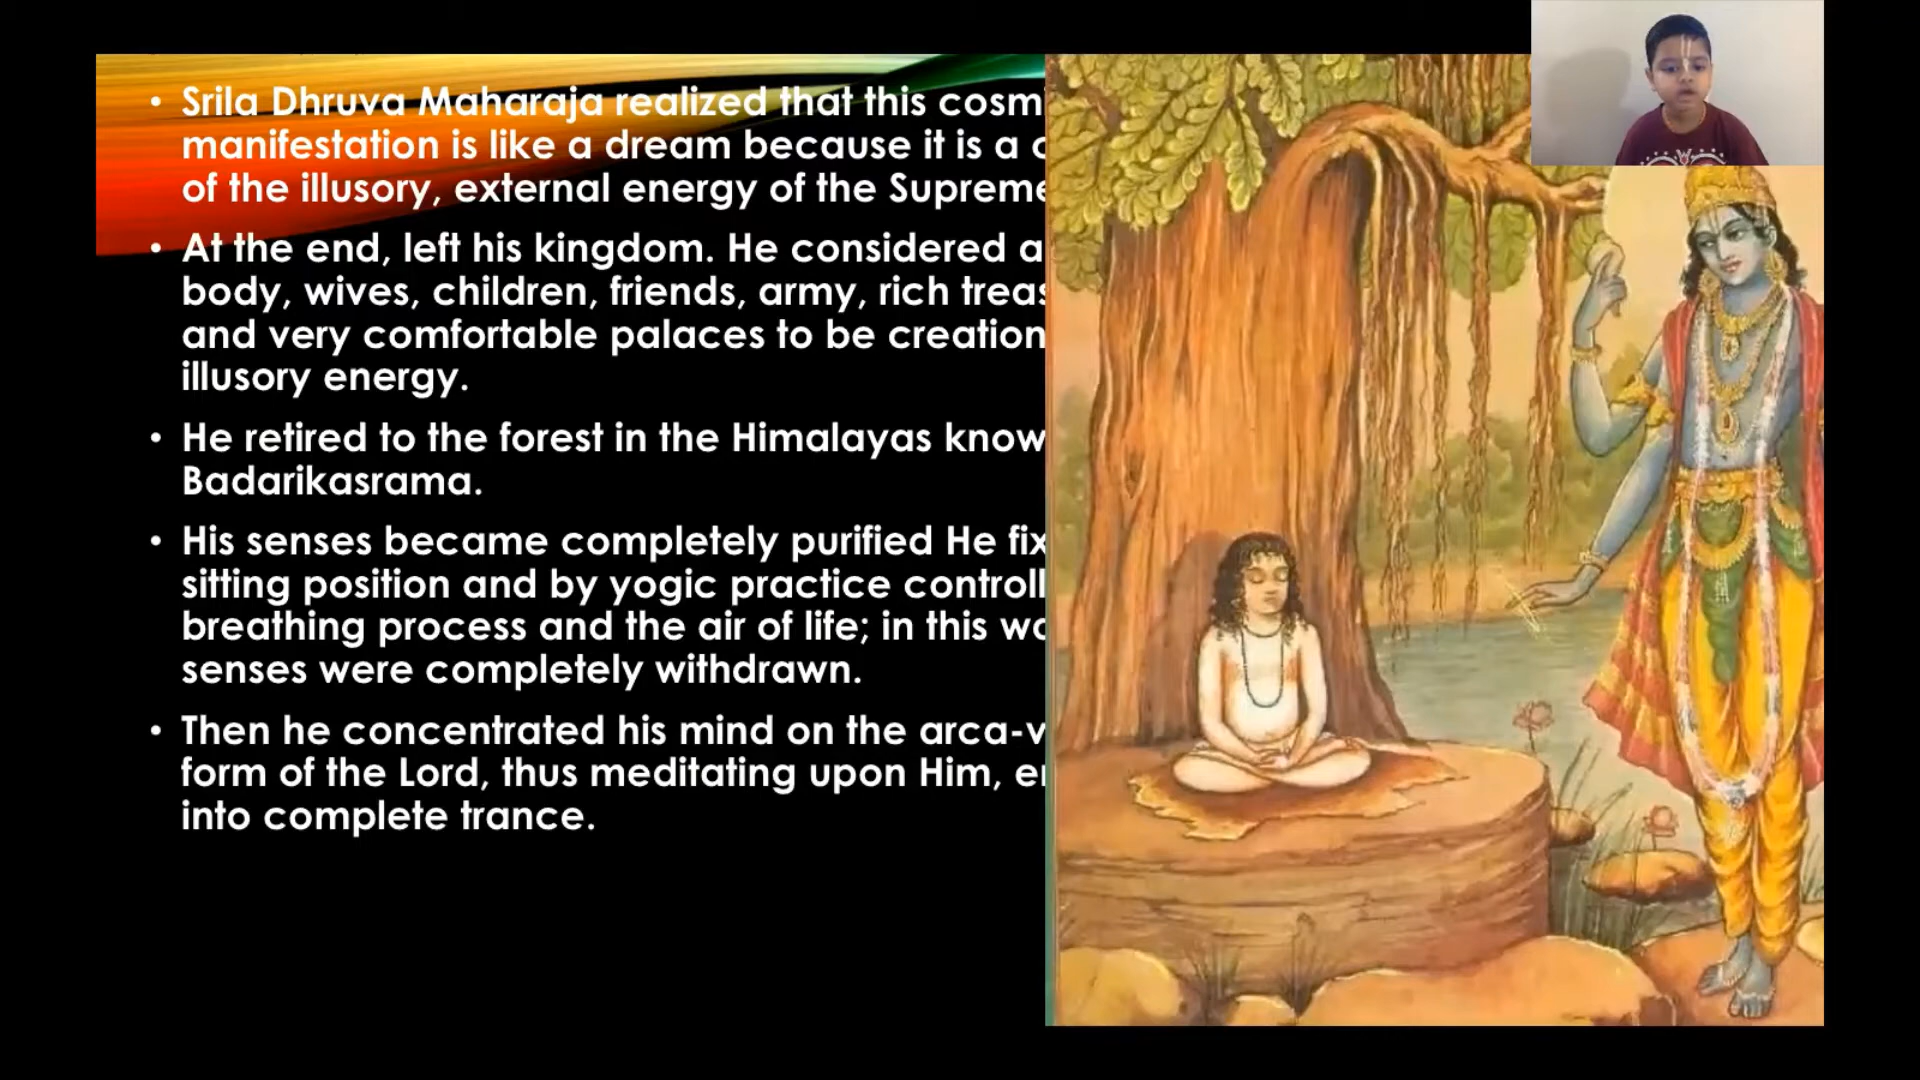 • Srila Dhruva Maharaja realized that this cosm
manifestation is like a dream because it is a
of the illusory, external energy of the Supreme
• At the end, left his kingdom. He considered
body, wives, children, friends, army, rich treas
and very comfortable palaces to be creation
illusory energy.
• He retired to the forest in the Himalayas know
Badarikasrama.
• His senses became completely purified He fix
sitting position and by yogic practice controll
breathing process and the air of life; in this
senses were completely withdrawn.
• Then he concentrated his mind on the arca-v
form of the Lord, thus meditating upon Him,
into complete trance.